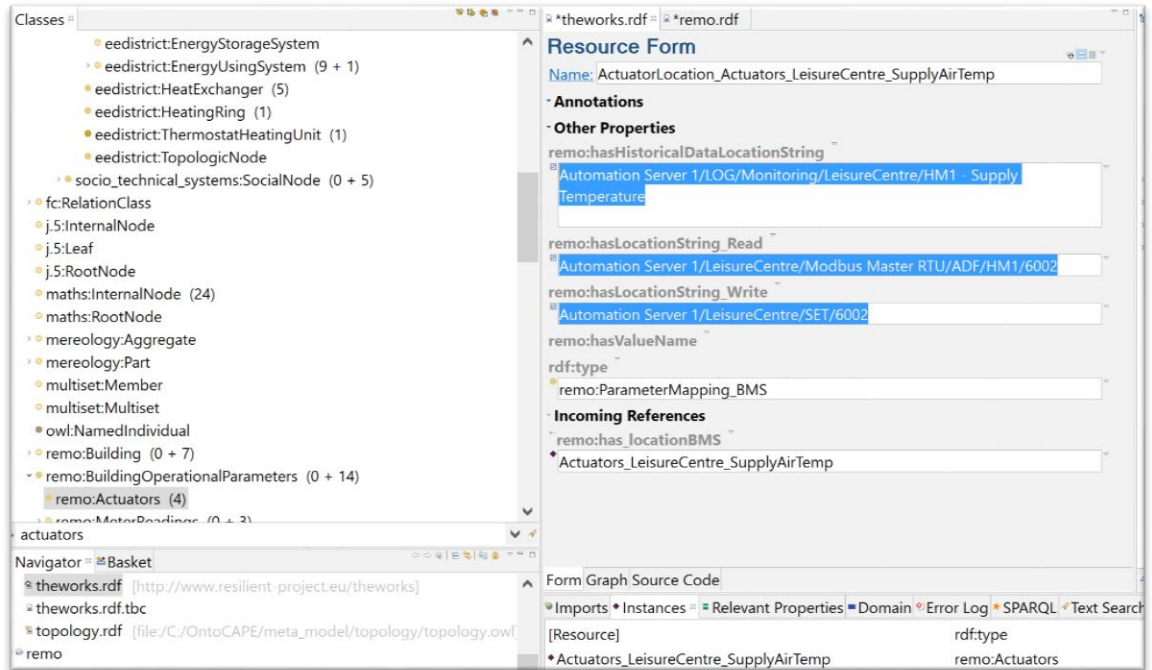 Classes
eedistrict:EnergyStorageSystem
eedistrict:EnergyUsingSystem (9 + 1)
eedistrict:HeatExchanger (5)
eedistrict:HeatingRing (1)
eedistrict:ThermostatHeatingUnit (1)
eedistrict:TopologicNode
socio_technical_systems:SocialNode (0 + 5)
fc:RelationClass
j.5:InternalNode
j.5:Leaf
j.5:RootNode
maths:InternalNode (24)
maths:RootNode
mereology:Aggregate
mereology:Part
multiset:Member
multiset:Multiset
owl:NamedIndividual
remo:Building (0 + 7)
remo:BuildingOperationalParameters (0 + 14)
remo:Actuators (4)
remo:MeterReadings (0 + 3)
actuators
Navigator Basket
theworks.rdf [http://www.resilient-project.eu/theworks]
theworks.rdf.tbc
topology.rdf [file:/C:/OntoCAPE/meta_model/topology/topology.owl]
remo
*theworks.rdf *remo.rdf
Resource Form
Name: ActuatorLocation_Actuators_LeisureCentre_SupplyAirTemp
Annotations
Other Properties
remo:hasHistoricalDataLocationString
Automation Server 1/LOG/Monitoring/LeisureCentre/HM1 - Supply
Temperature
remo:hasLocationString_Read
Automation Server 1/LeisureCentre/Modbus Master RTU/ADF/HM1/6002
remo:hasLocationString_Write
Automation Server 1/LeisureCentre/SET/6002
remo:hasValueName
rdf:type
remo:ParameterMapping_BMS
Incoming References
remo:has_locationBMS
Actuators_LeisureCentre_SupplyAirTemp
Form Graph Source Code
Imports Instances Relevant Properties Domain Error Log SPARQL Text Search
[Resource] rdf:type
Actuators_LeisureCentre_SupplyAirTemp remo:Actuators